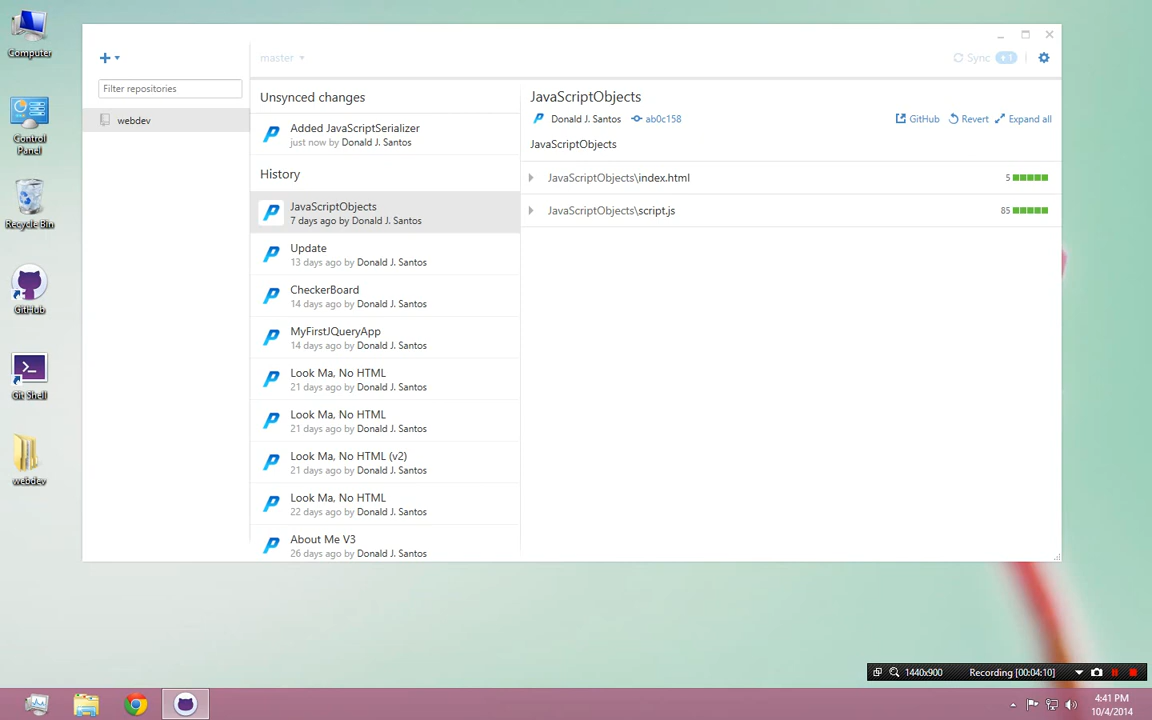 Computer
Control
Panel
Recycle Bin
GitHub
Git Shell
webdev
Filter repositories
webdev
master
Sync
1
Unsynced changes
Added JavaScriptSerializer
just now by Donald J. Santos
History
JavaScriptObjects
7 days ago by Donald J. Santos
Update
13 days ago by Donald J. Santos
CheckerBoard
14 days ago by Donald J. Santos
MyFirstJQueryApp
14 days ago by Donald J. Santos
Look Ma, No HTML
21 days ago by Donald J. Santos
Look Ma, No HTML
21 days ago by Donald J. Santos
Look Ma, No HTML (v2)
21 days ago by Donald J. Santos
Look Ma, No HTML
22 days ago by Donald J. Santos
About Me V3
26 days ago by Donald J. Santos
JavaScriptObjects
Donald J. Santos ab0c158 GitHub Revert Expand all
JavaScriptObjects
JavaScriptObjects\index.html 5
JavaScriptObjects\script.js 85
1440x900 Recording [00:04:10]
4:41 PM
10/4/2014